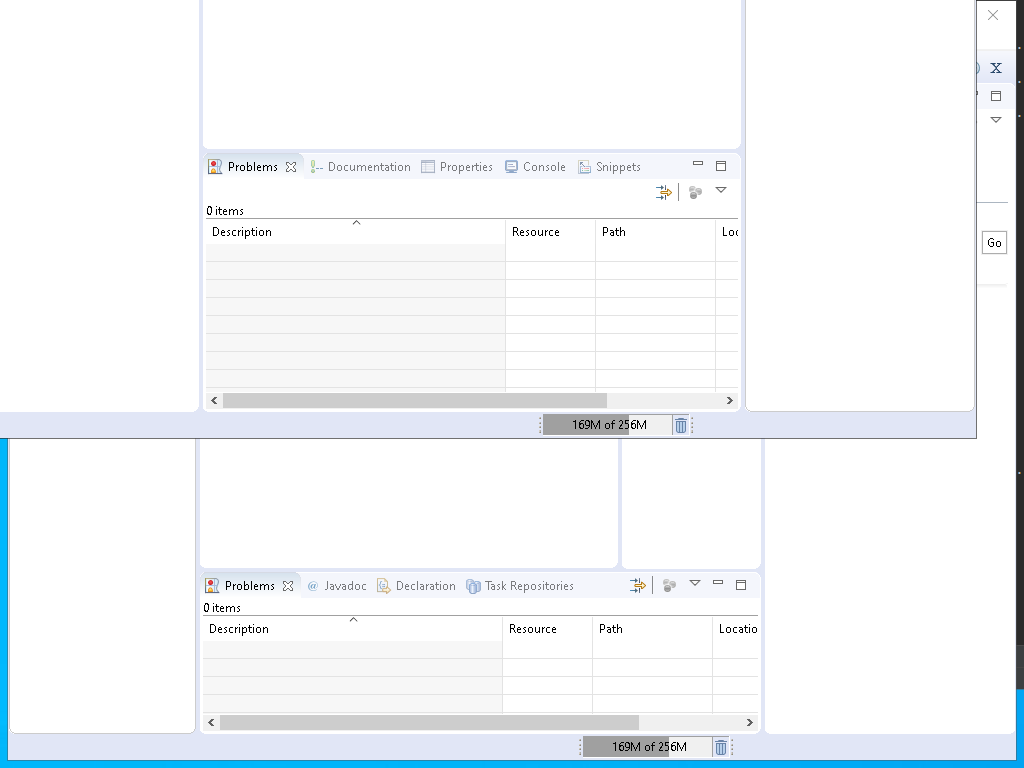 X
Problems Documentation Properties Console Snippets
0 items
Description Resource Path Loc
Go
169M of 256M
Problems @ Javadoc Declaration Task Repositories
0 items
Description Resource Path Locatio
169M of 256M